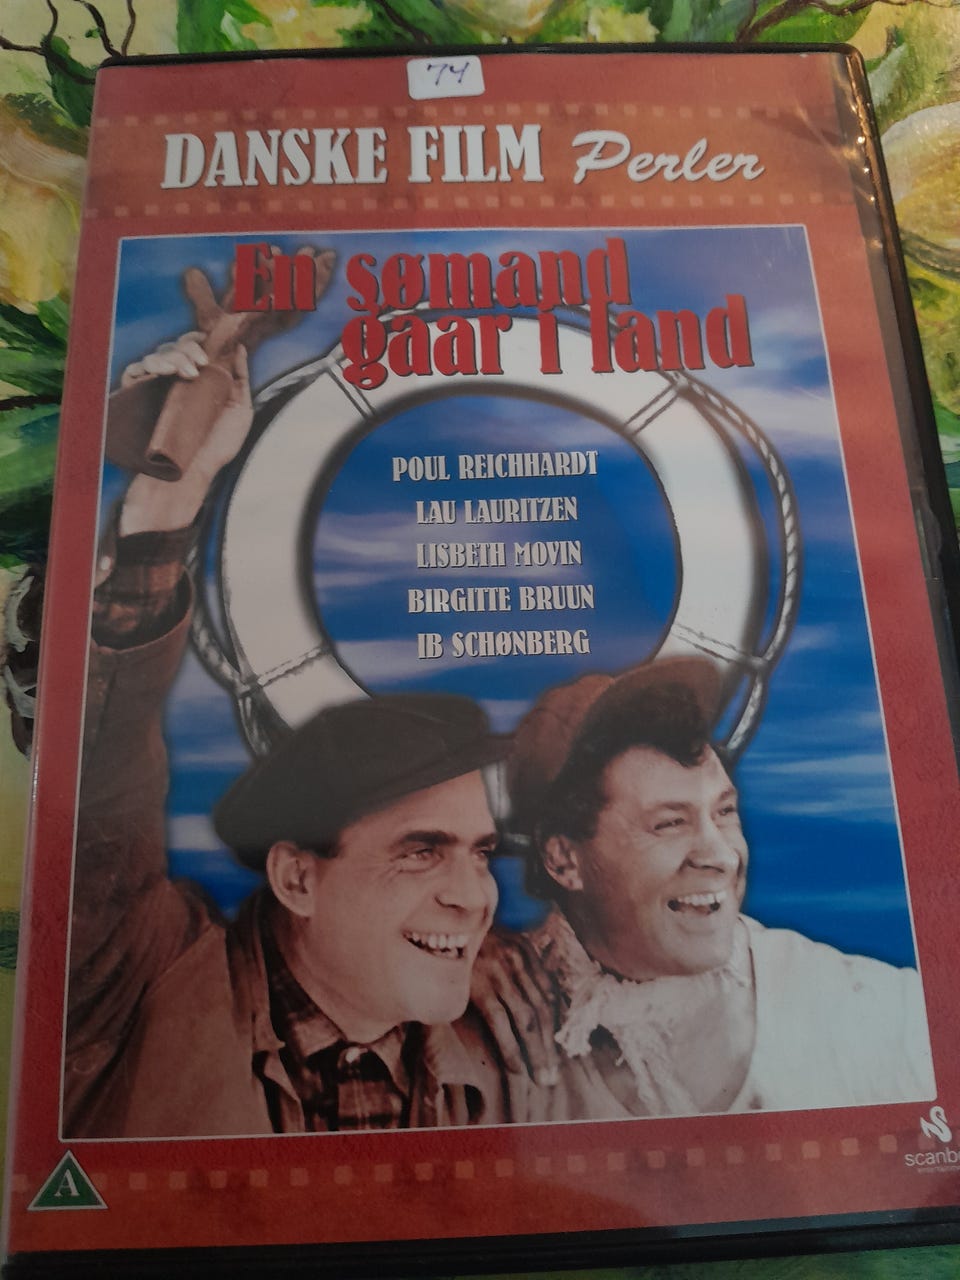 74
DANSKE FILM Perler
En sømand
gaar i land
POUL REICHHARDT
LAU LAURITZEN
LISBETH MOVIN
BIRGITTE BRUUN
IB SCHØNBERG
A